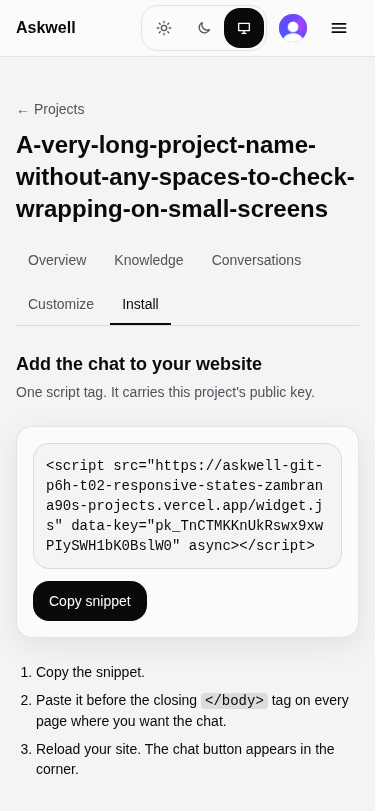 Askwell
← Projects
A-very-long-project-name-
without-any-spaces-to-check-
wrapping-on-small-screens
Overview Knowledge Conversations
Customize Install
Add the chat to your website
One script tag. It carries this project's public key.
<script src="https://askwell-git-
p6h-t02-responsive-states-zambran
a90s-projects.vercel.app/widget.j
s" data-key="pk_TnCTMKKnUkRswx9xw
PIySWH1bK0BslW0" async></script>
Copy snippet
1. Copy the snippet.
2. Paste it before the closing </body> tag on every
page where you want the chat.
3. Reload your site. The chat button appears in the
corner.